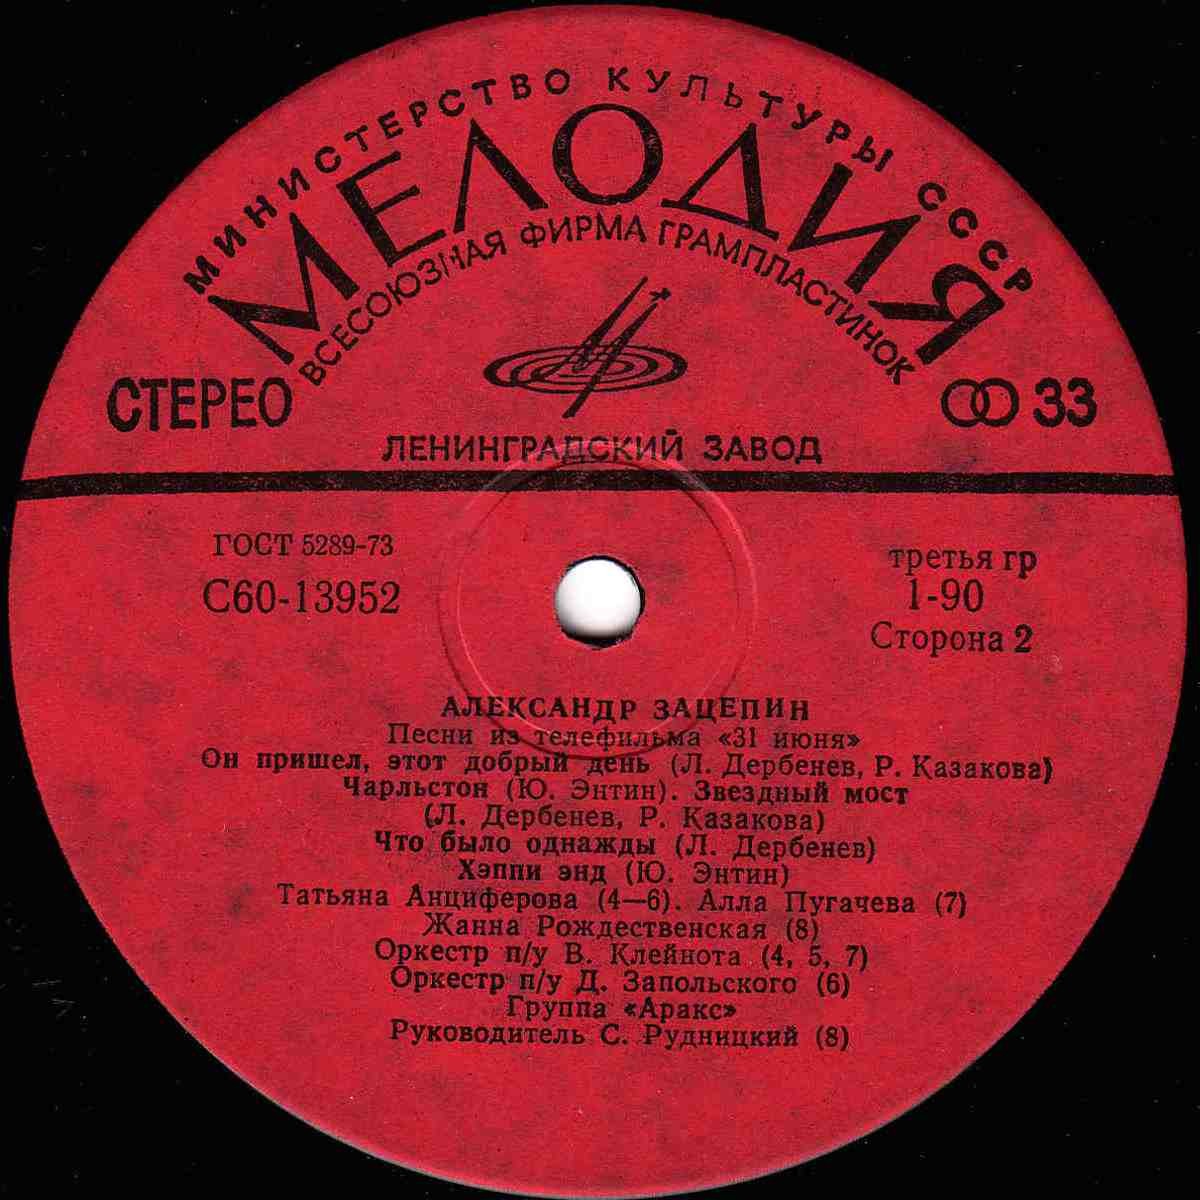 МИНИСТЕРСТВО КУЛЬТУРЫ СССР
МЕЛОДИЯ
ВСЕСОЮЗНАЯ ФИРМА ГРАМПЛАСТИНОК
СТЕРЕО
33
ЛЕНИНГРАДСКИЙ ЗАВОД
ГОСТ 5289-73
С60-13952
третья гр
1-90
Сторона 2
АЛЕКСАНДР ЗАЦЕПИН
Песни из телефильма «31 июня»
Он пришел, этот добрый день (Л. Дербенев, Р. Казакова)
Чарльстон (Ю. Энтин). Звездный мост
(Л. Дербенев, Р. Казакова)
Что было однажды (Л. Дербенев)
Хэппи энд (Ю. Энтин)
Татьяна Анциферова (4—6). Алла Пугачева (7)
Жанна Рождественская (8)
Оркестр п/у В. Клейнота (4, 5, 7)
Оркестр п/у Д. Запольского (6)
Группа «Аракс»
Руководитель С. Рудницкий (8)